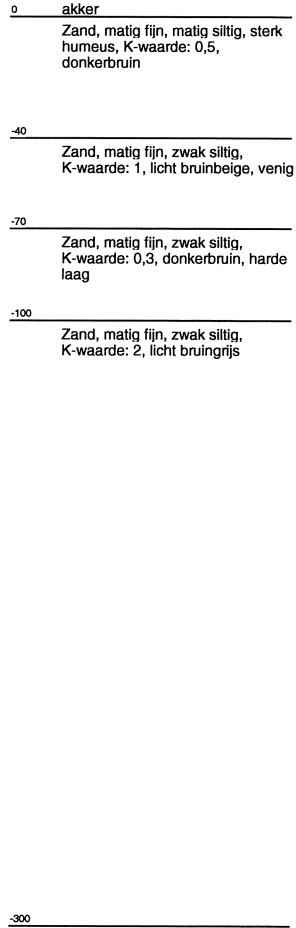 0 akker
Zand, matig fijn, matig siltig, sterk
humeus, K-waarde: 0,5,
donkerbruin
-40
Zand, matig fijn, zwak siltig,
K-waarde: 1, licht bruinbeige, venig
-70
Zand, matig fijn, zwak siltig,
K-waarde: 0,3, donkerbruin, harde
laag
-100
Zand, matig fijn, zwak siltig,
K-waarde: 2, licht bruingrijs
-300